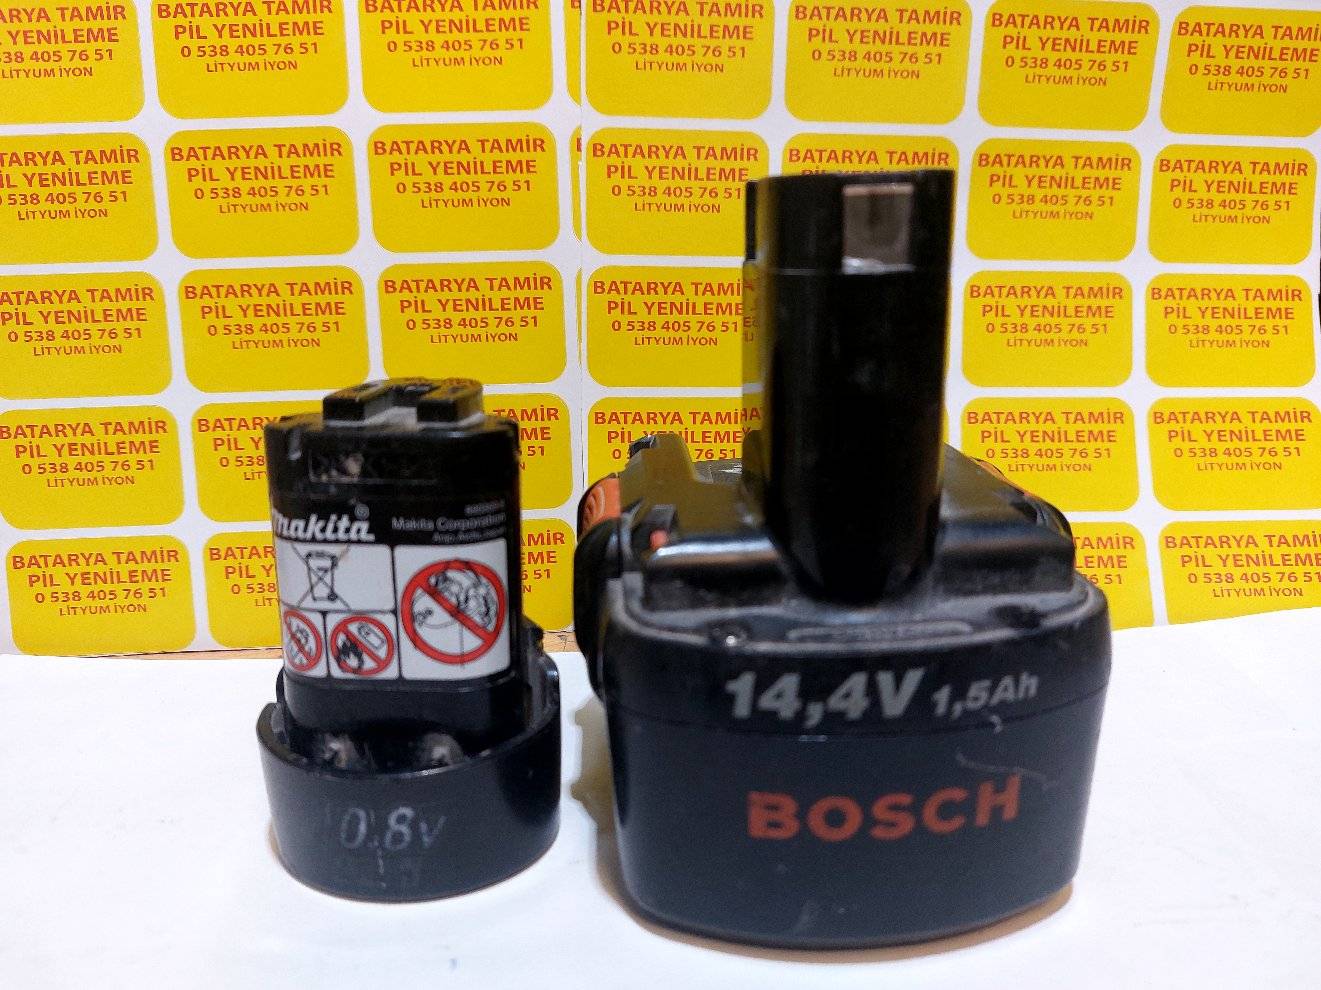 BATARYA TAMİR
PİL YENİLEME
0 538 405 76 51
LİTYUM İYON
makita
Makita Corporation
0.8V
14,4V 1,5Ah
BOSCH